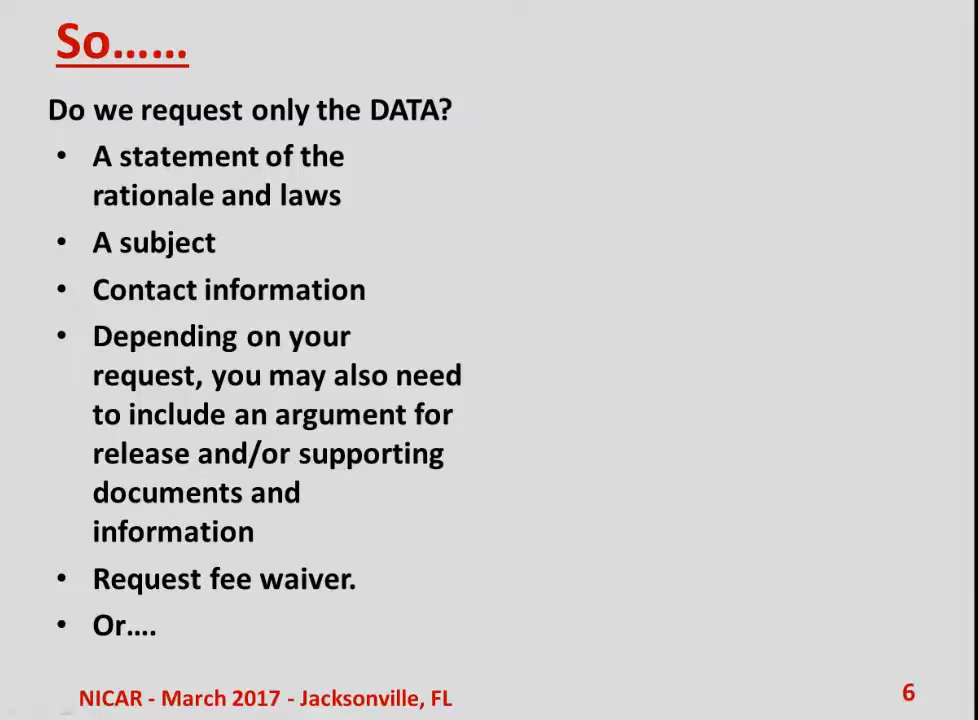 So……
Do we request only the DATA?
• A statement of the
rationale and laws
• A subject
• Contact information
• Depending on your
request, you may also need
to include an argument for
release and/or supporting
documents and
information
• Request fee waiver.
• Or….
NICAR - March 2017 - Jacksonville, FL
6